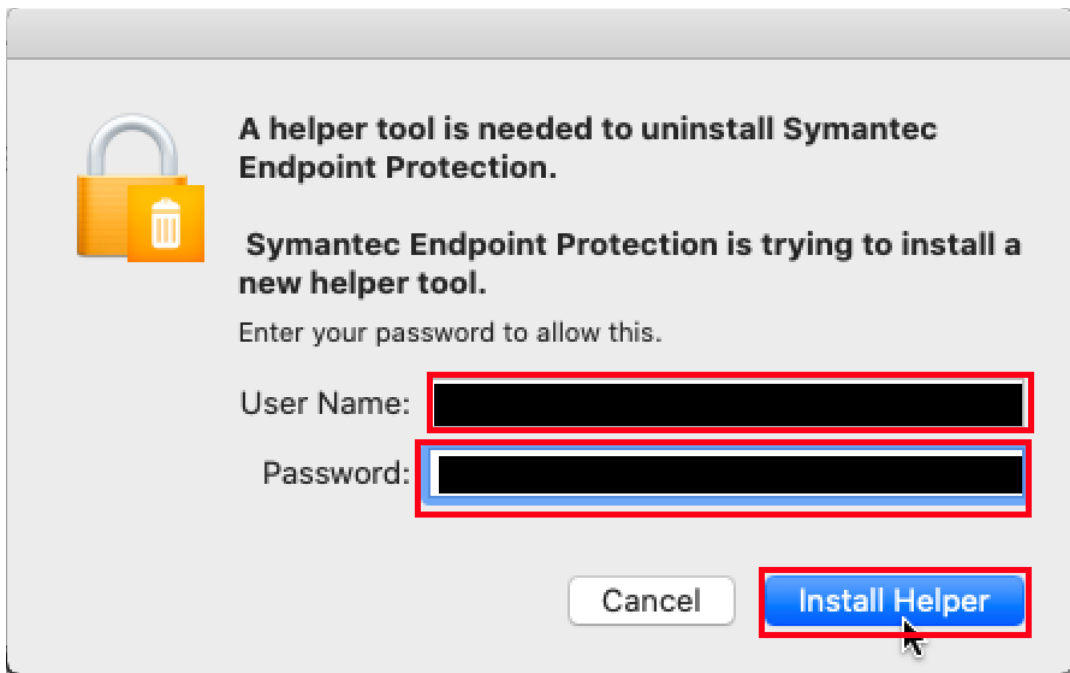 A helper tool is needed to uninstall Symantec
Endpoint Protection.
Symantec Endpoint Protection is trying to install a
new helper tool.
Enter your password to allow this.
User Name:
Password:
Cancel
Install Helper